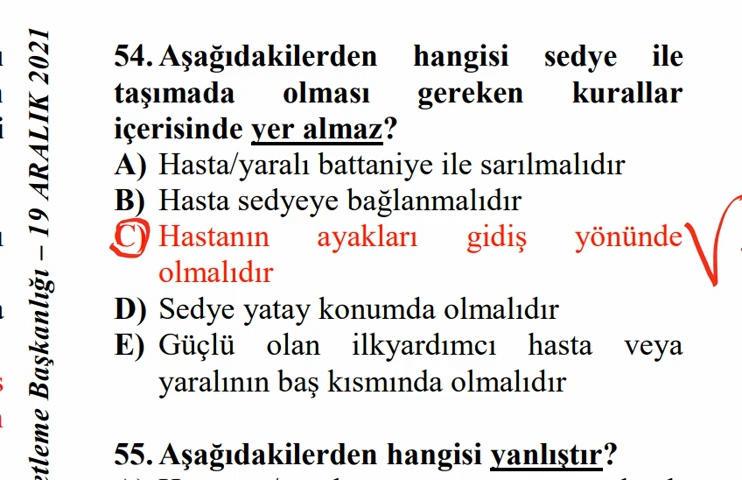 54. Aşağıdakilerden hangisi sedye ile
taşımada olması gereken kurallar
içerisinde yer almaz?
A) Hasta/yaralı battaniye ile sarılmalıdır
B) Hasta sedyeye bağlanmalıdır
C) Hastanın ayakları gidiş yönünde
olmalıdır
D) Sedye yatay konumda olmalıdır
E) Güçlü olan ilkyardımcı hasta veya
yaralının baş kısmında olmalıdır
55. Aşağıdakilerden hangisi yanlıştır?
etleme Başkanlığı – 19 ARALIK 2021